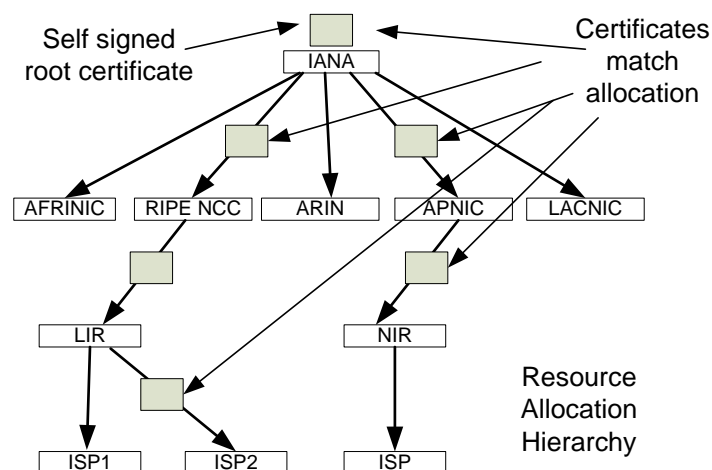 Self signed
root certificate
Certificates
match
allocation
IANA
AFRINIC
RIPE NCC
ARIN
APNIC
LACNIC
LIR
NIR
Resource
Allocation
Hierarchy
ISP1
ISP2
ISP